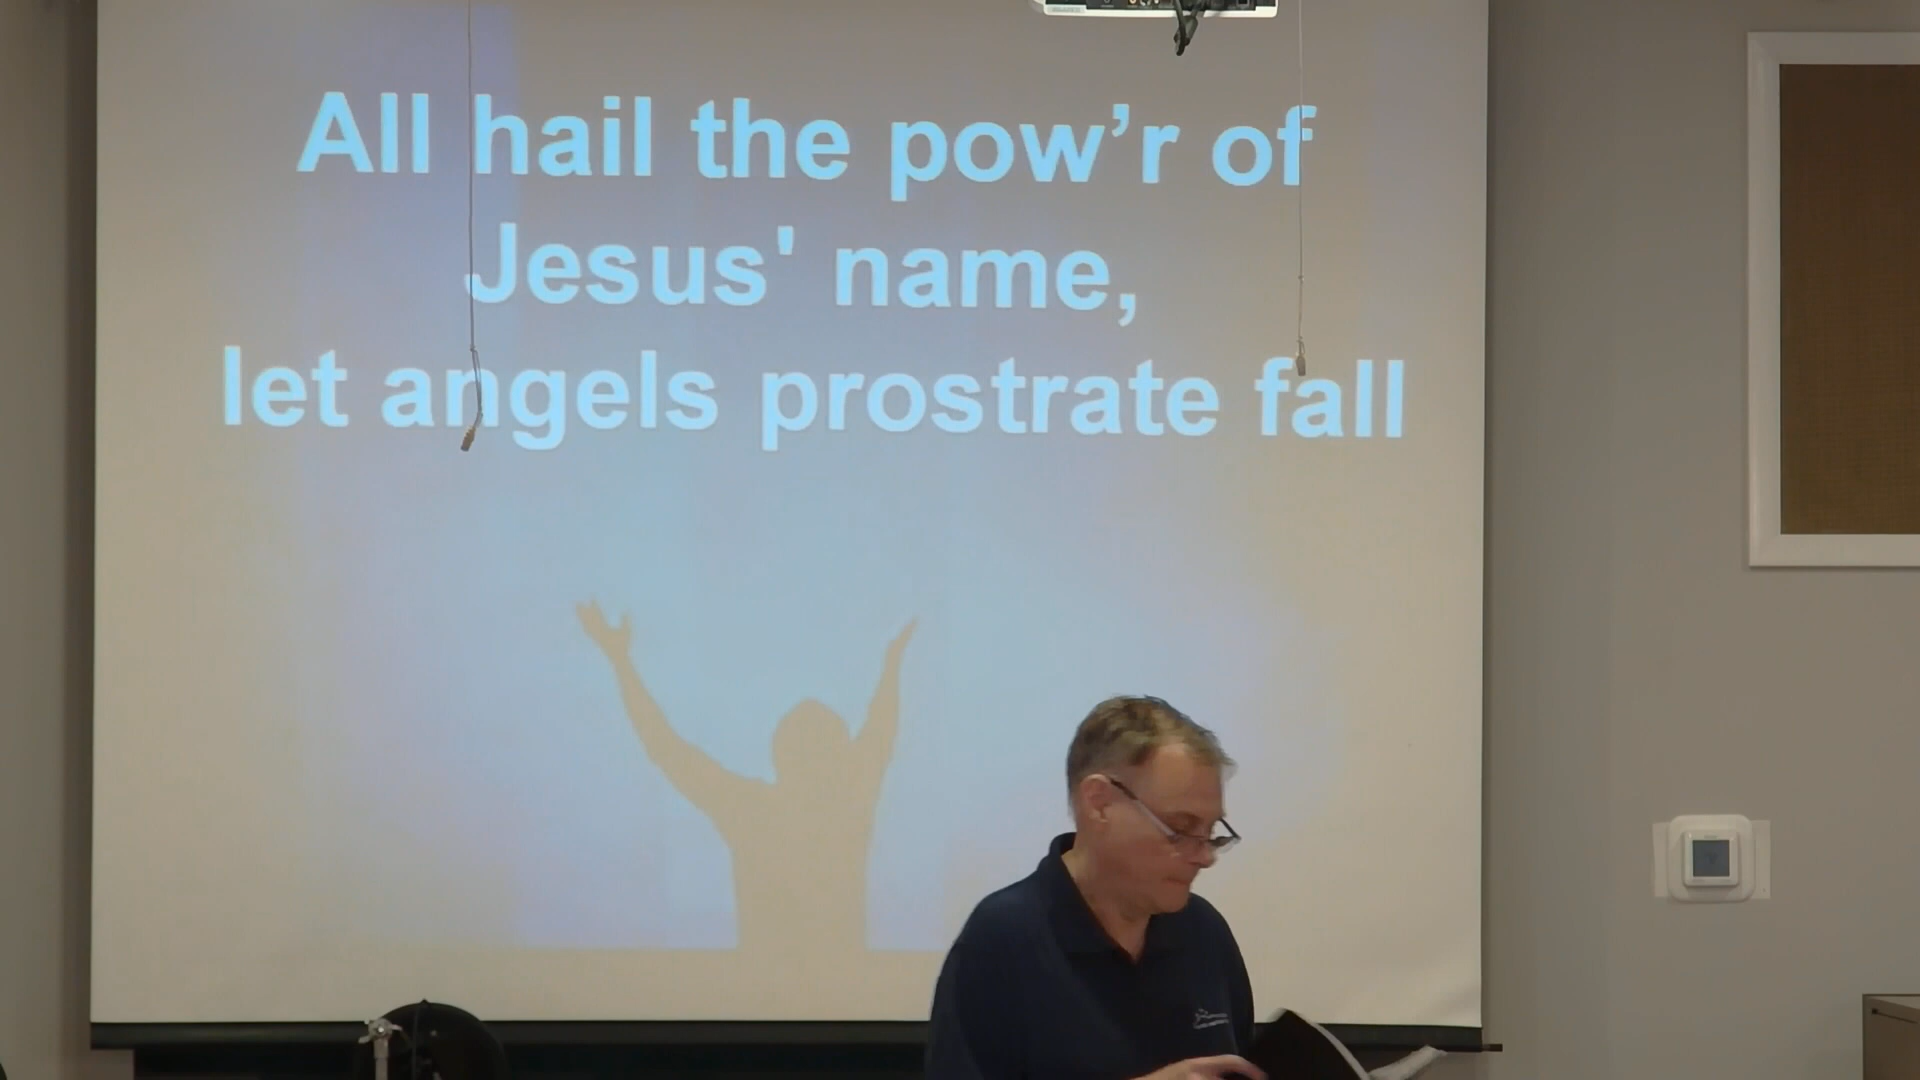 All hail the pow’r of
Jesus' name,
let angels prostrate fall